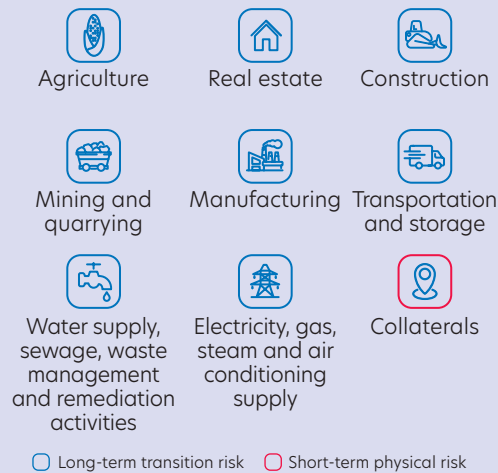 Agriculture
Real estate
Construction
Mining and
quarrying
Manufacturing
Transportation
and storage
Water supply,
sewage, waste
management
and remediation
activities
Electricity, gas,
steam and air
conditioning
supply
Collaterals
Long-term transition risk
Short-term physical risk